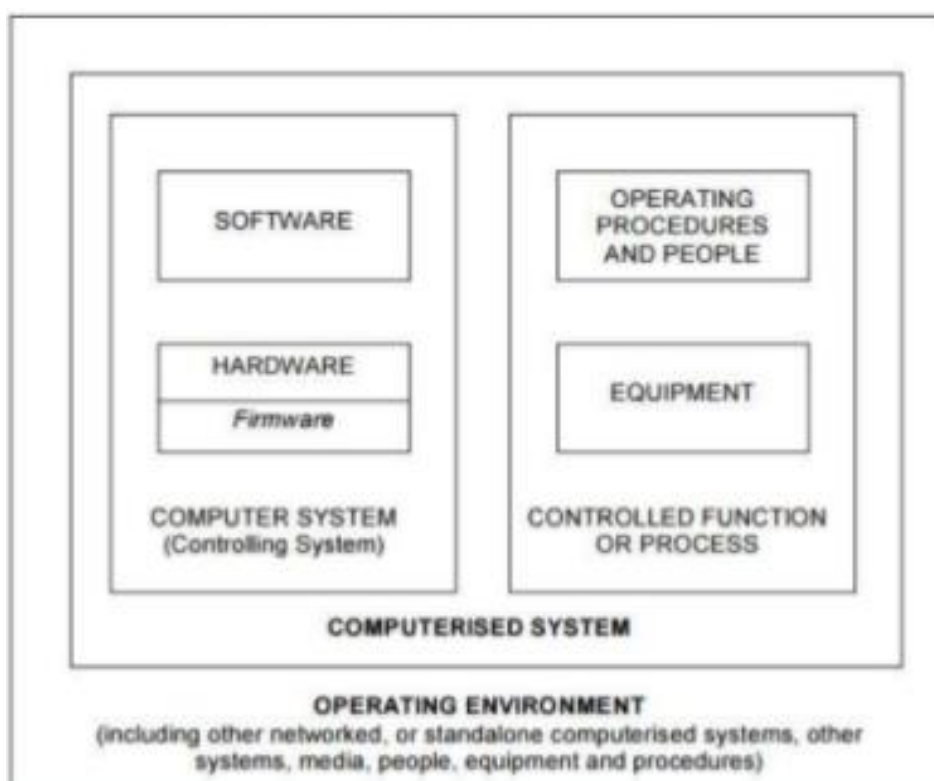 SOFTWARE
HARDWARE
Firmware
COMPUTER SYSTEM
(Controlling System)
OPERATING
PROCEDURES
AND PEOPLE
EQUIPMENT
CONTROLLED FUNCTION
OR PROCESS
COMPUTERISED SYSTEM
OPERATING ENVIRONMENT
(including other networked, or standalone computerised systems, other
systems, media, people, equipment and procedures)